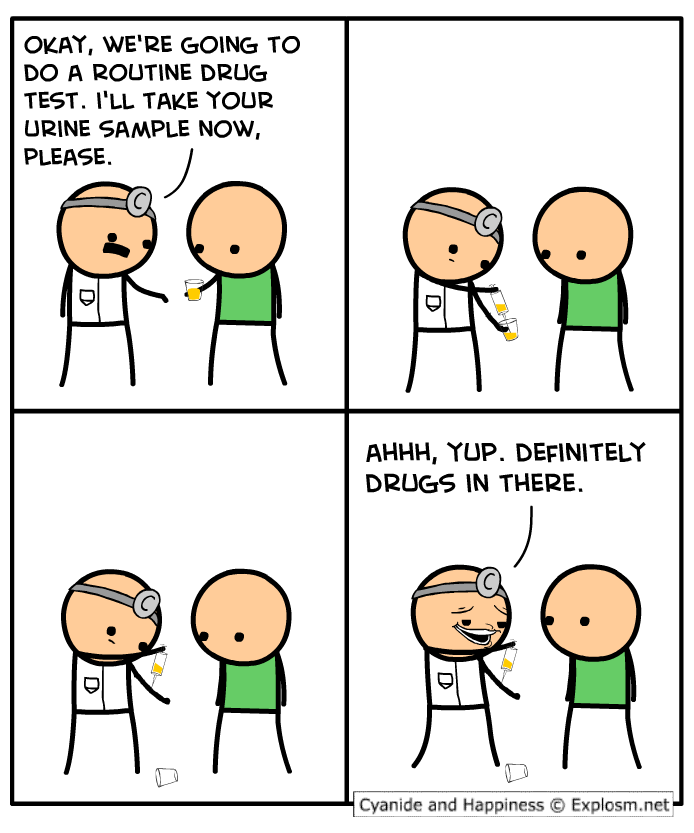 OKAY, WE'RE GOING TO
DO A ROUTINE DRUG
TEST. I'LL TAKE YOUR
URINE SAMPLE NOW,
PLEASE.
AHHH, YUP. DEFINITELY
DRUGS IN THERE.
Cyanide and Happiness © Explosm.net